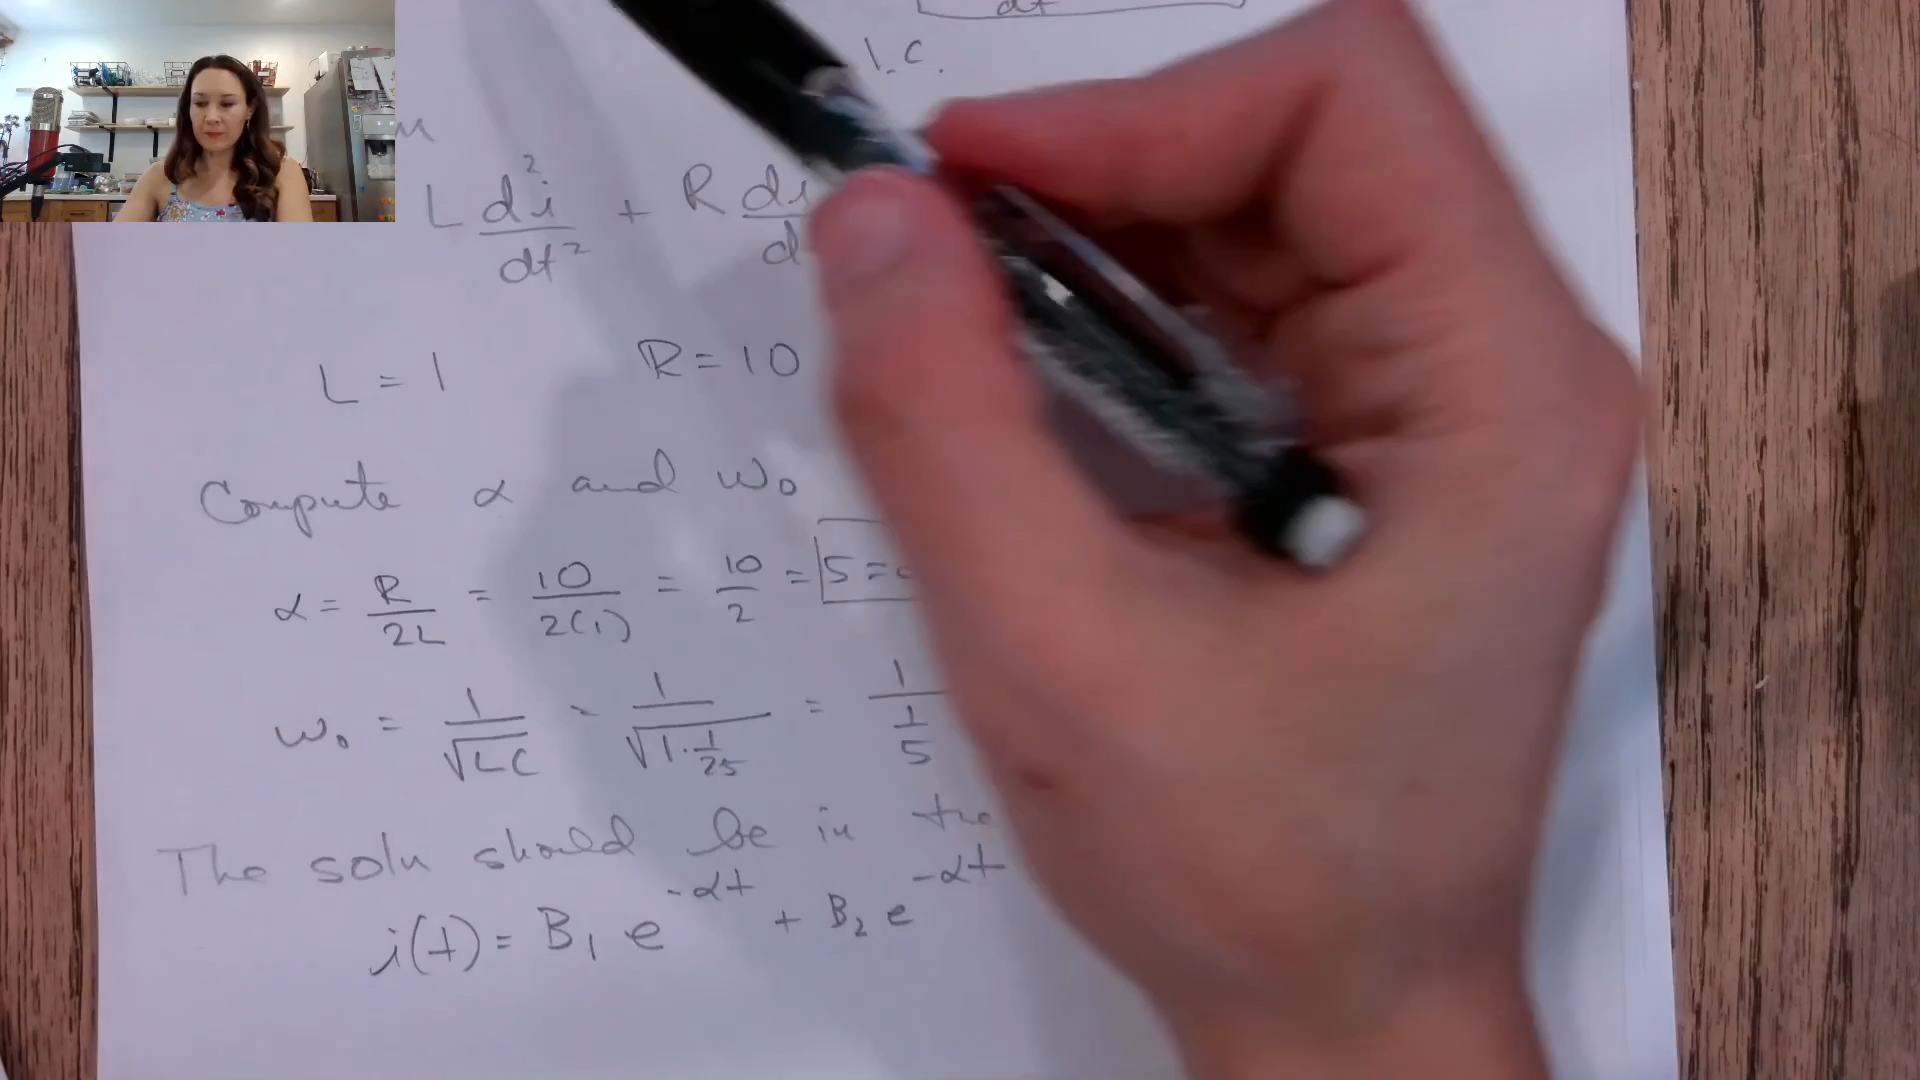 dt
I.C.
L d²i/dt² + R di/d
L = 1 R = 10
Compute α and ω₀
α = R/2L = 10/2(1) = 10/2 = 5 =
ω₀ = 1/√LC = 1/√1·1/25 = 1/1/5
The soln should be in the
i(t) = B₁ e^-αt + B₂ e^-αt